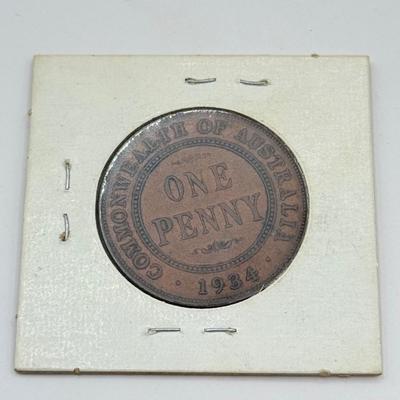 COMMONWEALTH OF AUSTRALIA
ONE
PENNY
· 1934 ·